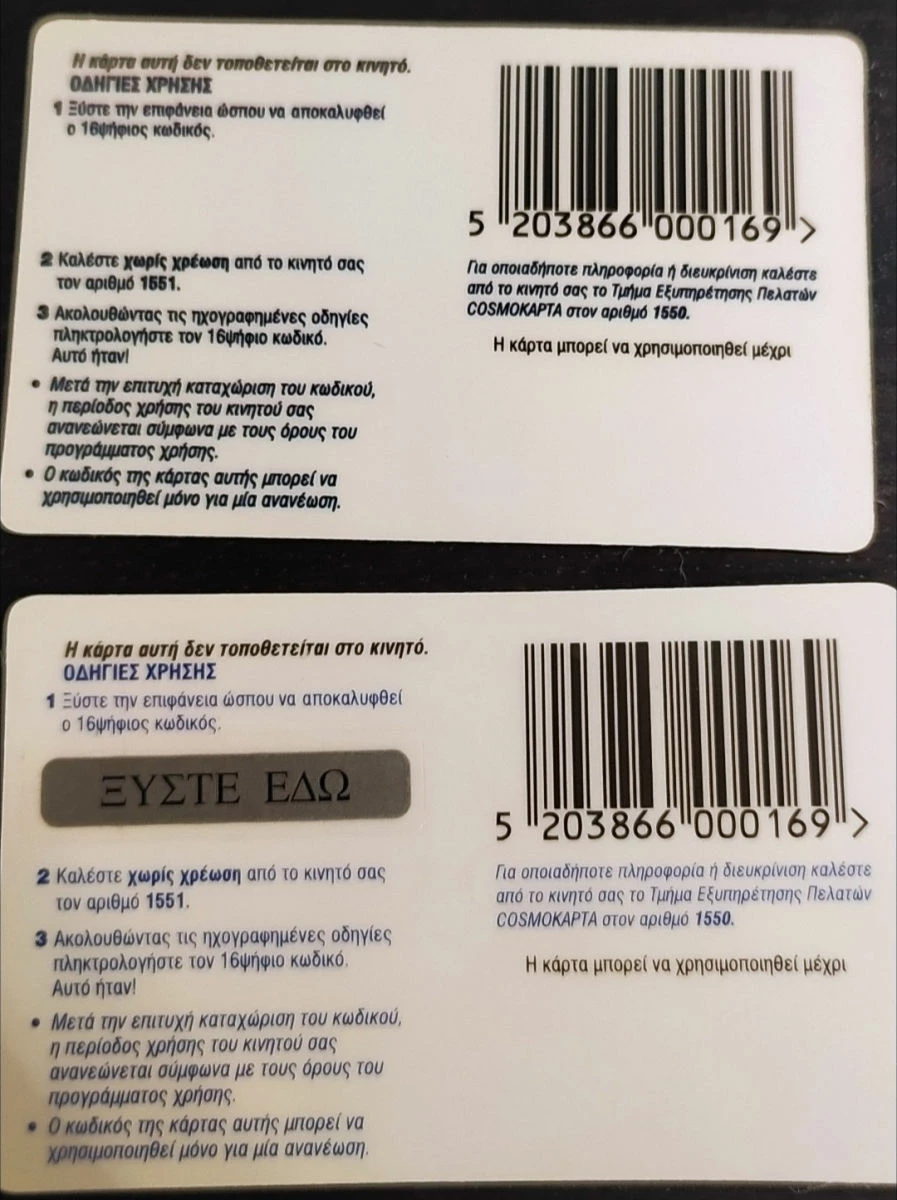 Η κάρτα αυτή δεν τοποθετείται στο κινητό.
ΟΔΗΓΙΕΣ ΧΡΗΣΗΣ
1 Ξύστε την επιφάνεια ώσπου να αποκαλυφθεί
ο 16ψήφιος κωδικός.
2 Καλέστε χωρίς χρέωση από το κινητό σας
τον αριθμό 1551.
3 Ακολουθώντας τις ηχογραφημένες οδηγίες
πληκτρολογήστε τον 16ψήφιο κωδικό.
Αυτό ήταν!
• Μετά την επιτυχή καταχώριση του κωδικού,
η περίοδος χρήσης του κινητού σας
ανανεώνεται σύμφωνα με τους όρους του
προγράμματος χρήσης.
• Ο κωδικός της κάρτας αυτής μπορεί να
χρησιμοποιηθεί μόνο για μία ανανέωση.
5 203866 000169 >
Για οποιαδήποτε πληροφορία ή διευκρίνιση καλέστε
από το κινητό σας το Τμήμα Εξυπηρέτησης Πελατών
COSMOΚΑΡΤΑ στον αριθμό 1550.
Η κάρτα μπορεί να χρησιμοποιηθεί μέχρι
Η κάρτα αυτή δεν τοποθετείται στο κινητό.
ΟΔΗΓΙΕΣ ΧΡΗΣΗΣ
1 Ξύστε την επιφάνεια ώσπου να αποκαλυφθεί
ο 16ψήφιος κωδικός.
ΞΥΣΤΕ ΕΔΩ
2 Καλέστε χωρίς χρέωση από το κινητό σας
τον αριθμό 1551.
3 Ακολουθώντας τις ηχογραφημένες οδηγίες
πληκτρολογήστε τον 16ψήφιο κωδικό.
Αυτό ήταν!
• Μετά την επιτυχή καταχώριση του κωδικού,
η περίοδος χρήσης του κινητού σας
ανανεώνεται σύμφωνα με τους όρους του
προγράμματος χρήσης.
• Ο κωδικός της κάρτας αυτής μπορεί να
χρησιμοποιηθεί μόνο για μία ανανέωση.
5 203866 000169 >
Για οποιαδήποτε πληροφορία ή διευκρίνιση καλέστε
από το κινητό σας το Τμήμα Εξυπηρέτησης Πελατών
COSMOΚΑΡΤΑ στον αριθμό 1550.
Η κάρτα μπορεί να χρησιμοποιηθεί μέχρι